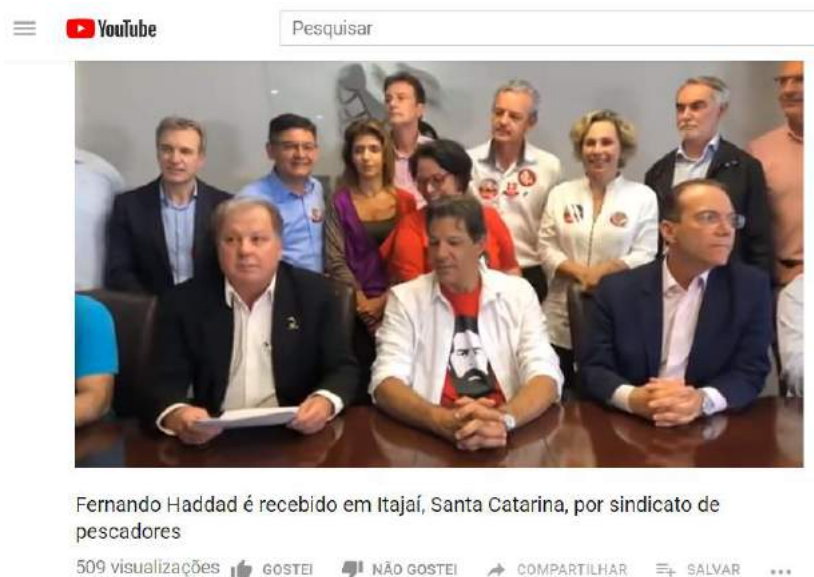 YouTube
Pesquisar
Fernando Haddad é recebido em Itajaí, Santa Catarina, por sindicato de
pescadores
509 visualizações GOSTEI NÃO GOSTEI COMPARTILHAR SALVAR